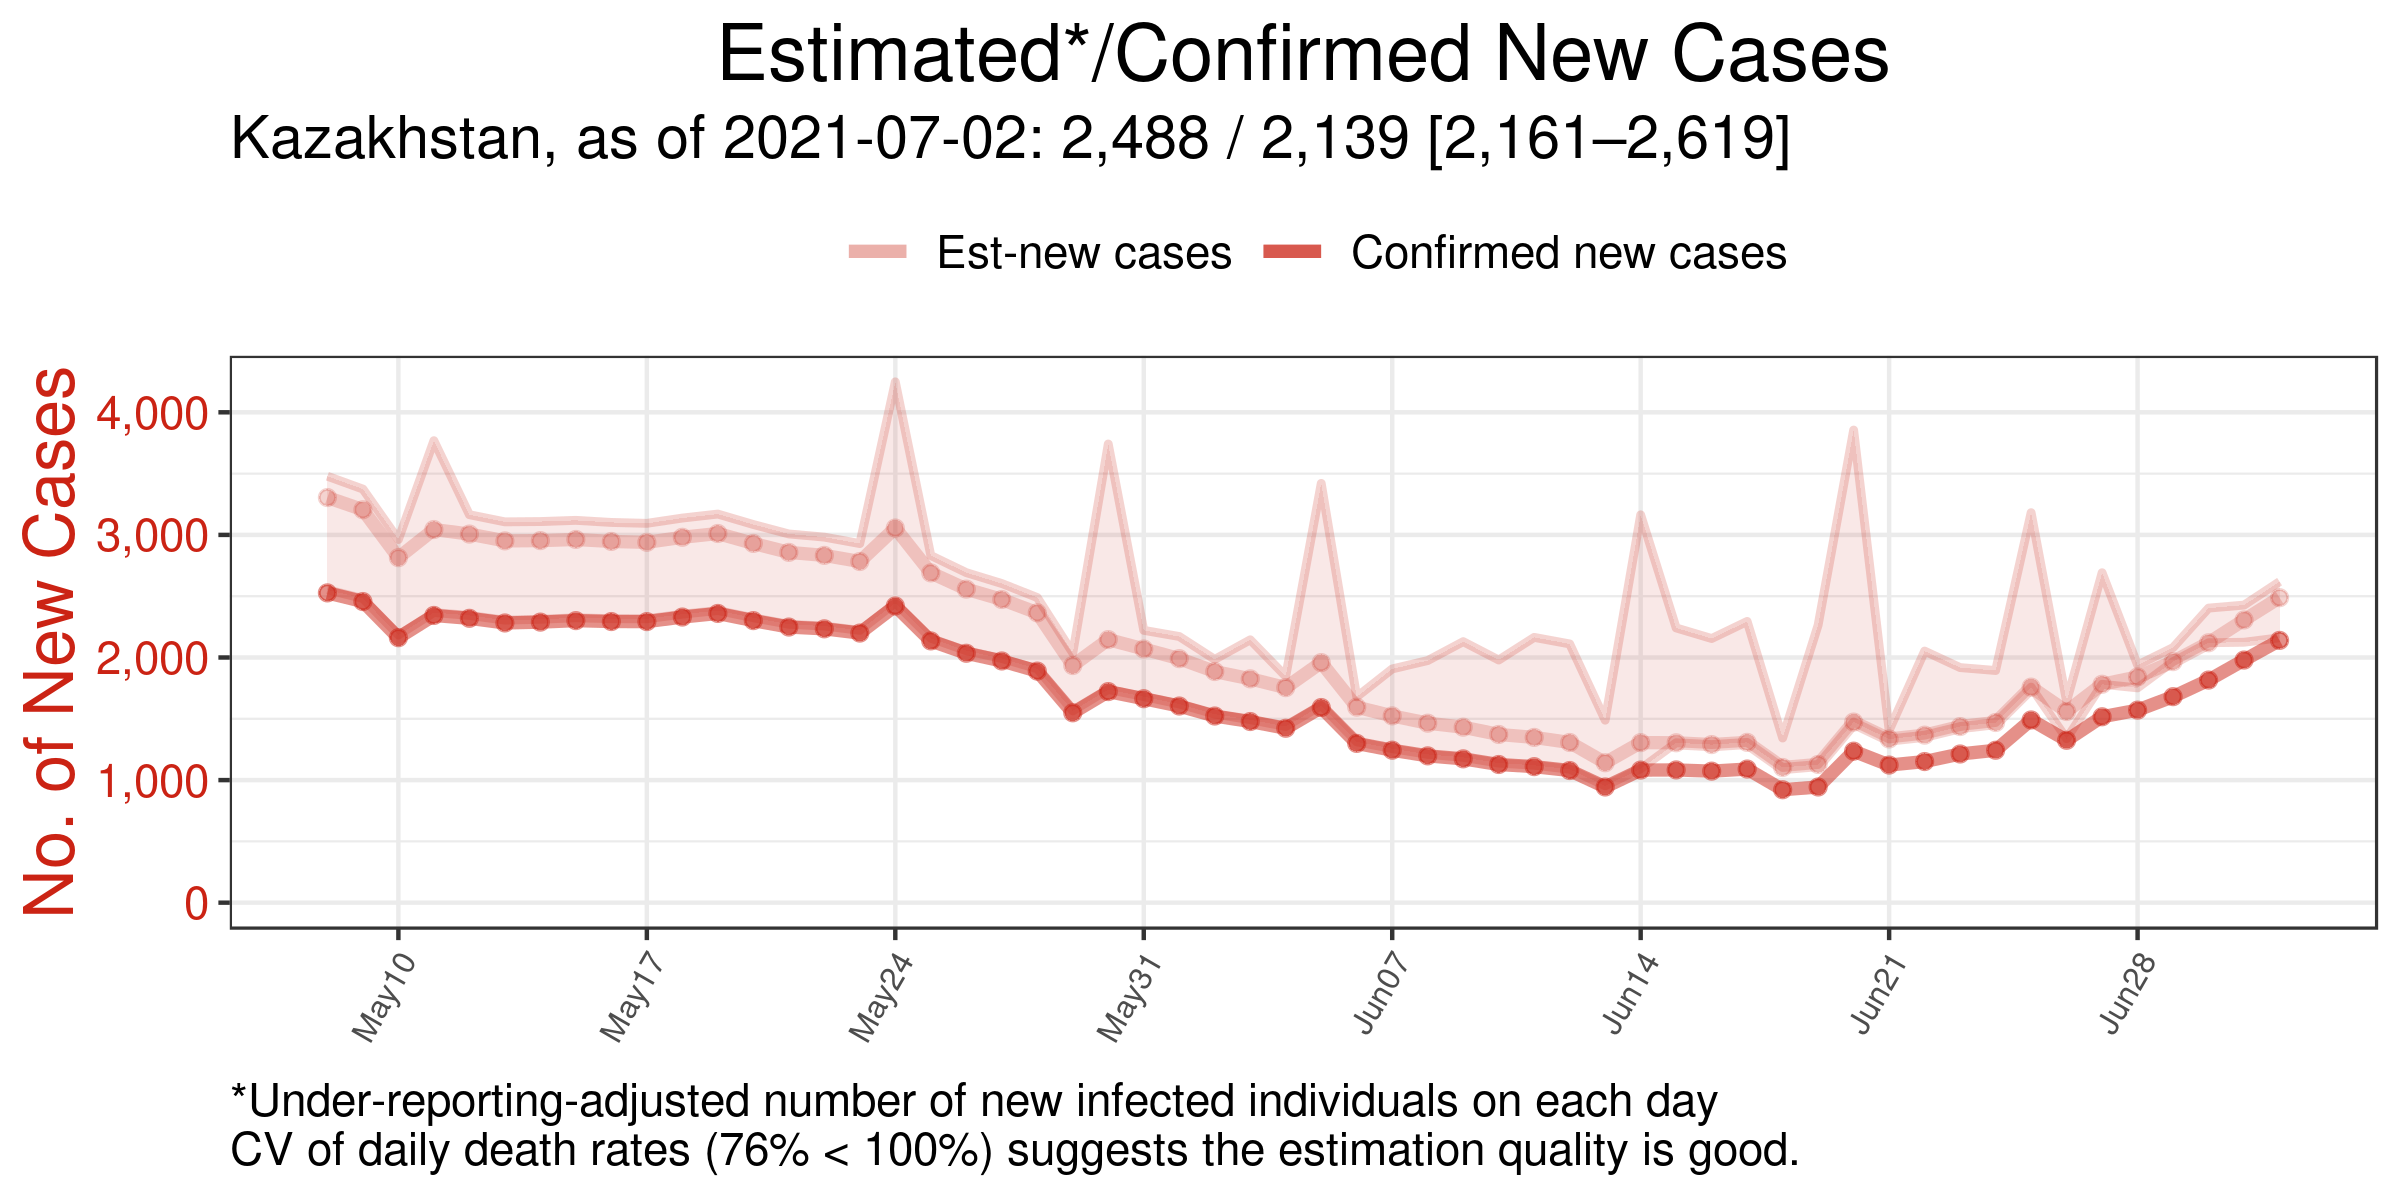 Estimated*/Confirmed New Cases
Kazakhstan, as of 2021-07-02: 2,488 / 2,139 [2,161–2,619]
Est-new cases
Confirmed new cases
No. of New Cases
4,000
3,000
2,000
1,000
0
May10
May17
May24
May31
Jun07
Jun14
Jun21
Jun28
*Under-reporting-adjusted number of new infected individuals on each day
CV of daily death rates (76% < 100%) suggests the estimation quality is good.